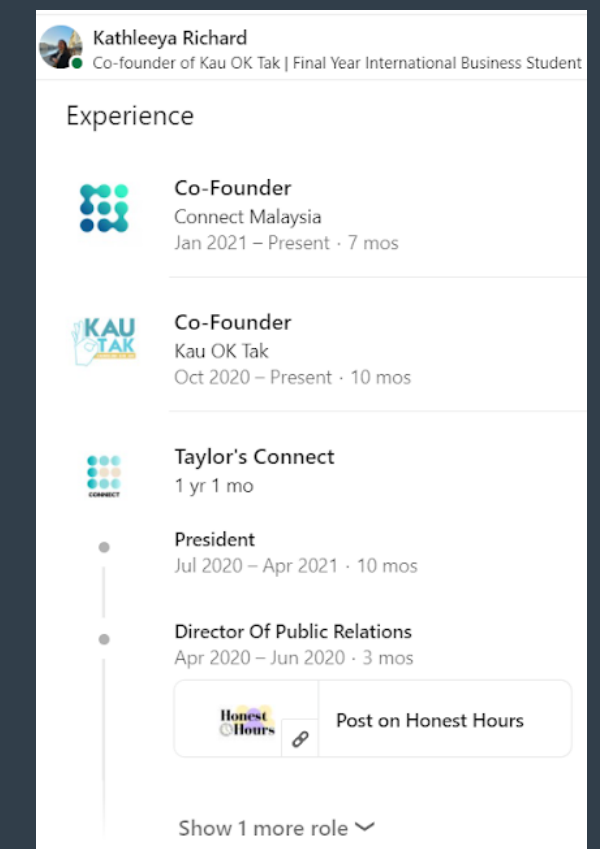 Kathleeya Richard
Co-founder of Kau OK Tak | Final Year International Business Student
Experience
Co-Founder
Connect Malaysia
Jan 2021 – Present · 7 mos
KAU
TAK
Co-Founder
Kau OK Tak
Oct 2020 – Present · 10 mos
CONNECT
Taylor's Connect
1 yr 1 mo
President
Jul 2020 – Apr 2021 · 10 mos
Director Of Public Relations
Apr 2020 – Jun 2020 · 3 mos
Honest
Hours
Post on Honest Hours
Show 1 more role